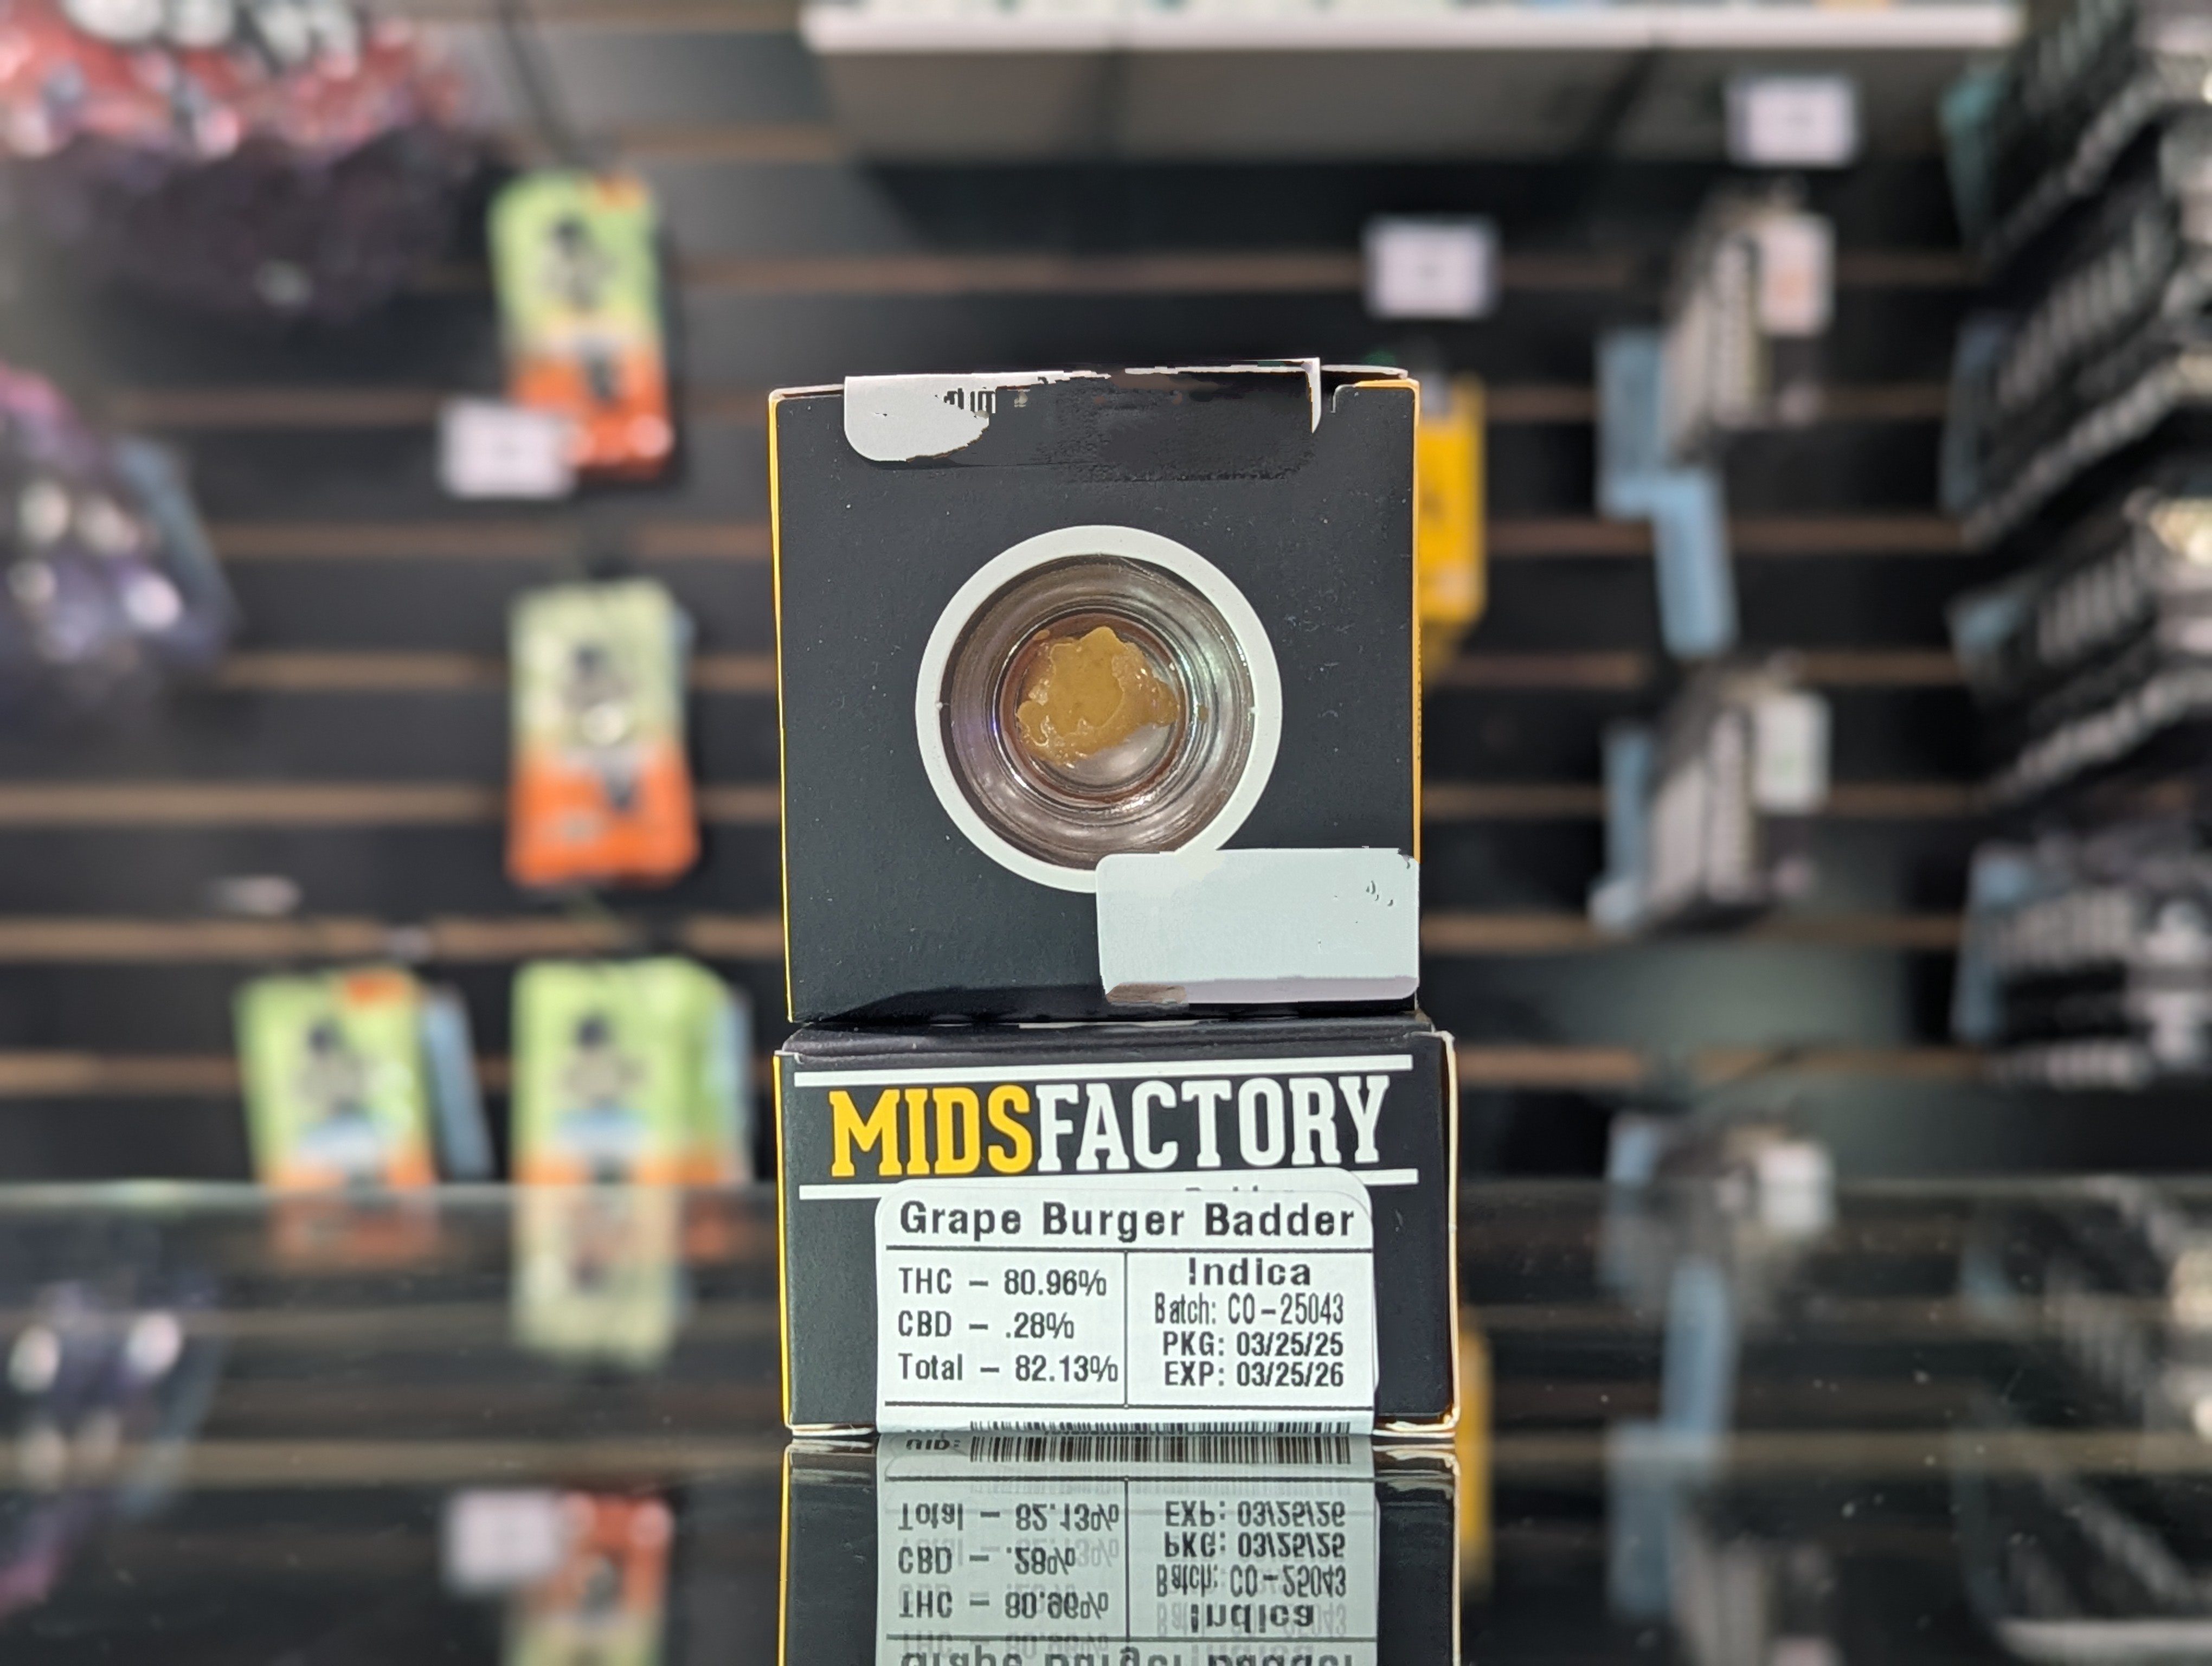 MIDSFACTORY
Grape Burger Badder
THC – 80.96%
CBD – .28%
Total – 82.13%
Indica
Batch: CO-25043
PKG: 03/25/25
EXP: 03/25/26